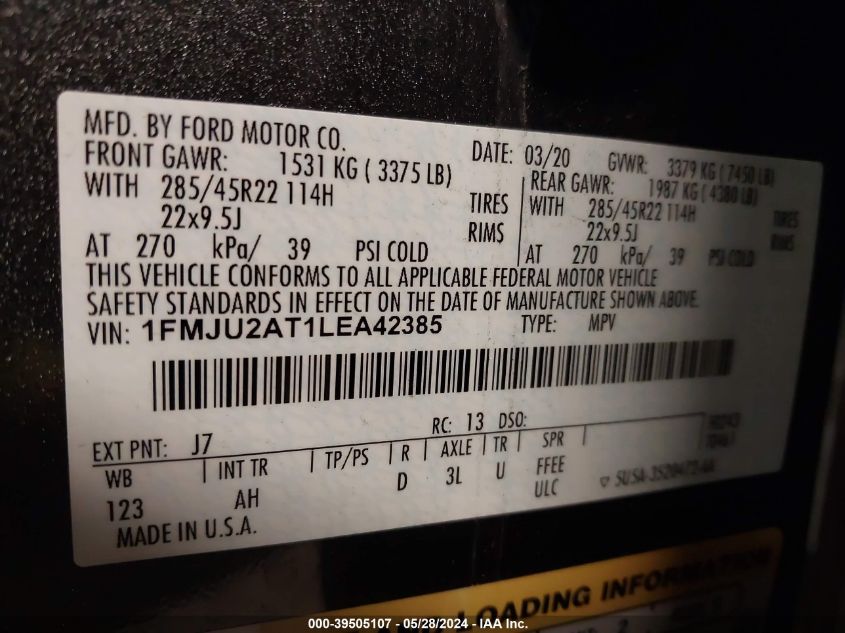 MFD. BY FORD MOTOR CO. DATE: 03/20 GVWR: 3379 KG ( 7450 LB)
FRONT GAWR: 1531 KG ( 3375 LB) REAR GAWR: 1987 KG ( 4380 LB)
WITH 285/45R22 114H TIRES WITH 285/45R22 114H TIRES
22x9.5J RIMS 22x9.5J RIMS
AT 270 kPa/ 39 PSI COLD AT 270 kPa/ 39 PSI COLD
THIS VEHICLE CONFORMS TO ALL APPLICABLE FEDERAL MOTOR VEHICLE
SAFETY STANDARDS IN EFFECT ON THE DATE OF MANUFACTURE SHOWN ABOVE.
VIN: 1FMJU2AT1LEA42385 TYPE: MPV
EXT PNT: J7 RC: 13 DSO:
WB INT TR TP/PS R AXLE TR SPR
123 AH D 3L U FFEE
ULC
MADE IN U.S.A.
LOADING INFORMATION
000-39505107 - 05/28/2024 - IAA Inc.